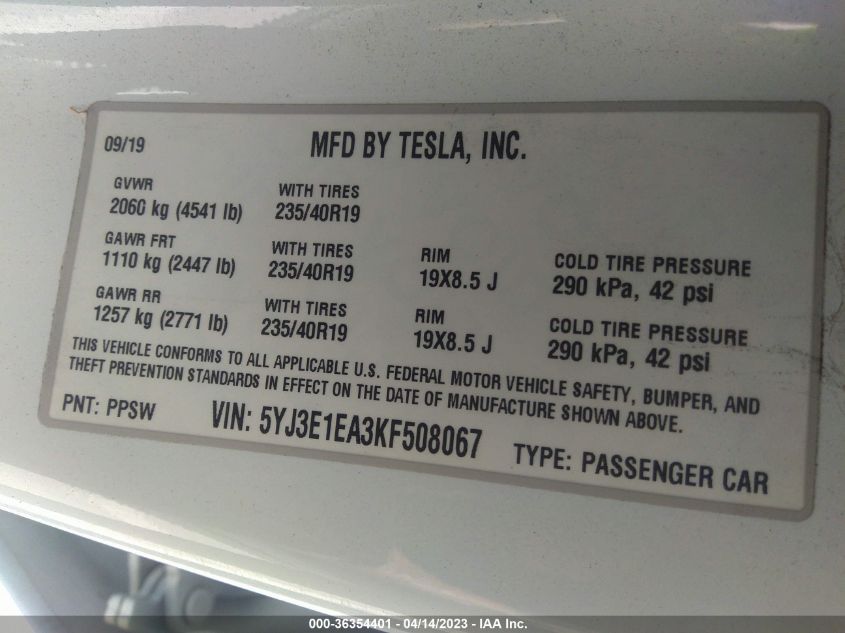 09/19 MFD BY TESLA, INC.
GVWR WITH TIRES
2060 kg (4541 lb) 235/40R19
GAWR FRT WITH TIRES RIM COLD TIRE PRESSURE
1110 kg (2447 lb) 235/40R19 19X8.5 J 290 kPa, 42 psi
GAWR RR WITH TIRES RIM COLD TIRE PRESSURE
1257 kg (2771 lb) 235/40R19 19X8.5 J 290 kPa, 42 psi
THIS VEHICLE CONFORMS TO ALL APPLICABLE U.S. FEDERAL MOTOR VEHICLE SAFETY, BUMPER, AND
THEFT PREVENTION STANDARDS IN EFFECT ON THE DATE OF MANUFACTURE SHOWN ABOVE.
PNT: PPSW VIN: 5YJ3E1EA3KF508067 TYPE: PASSENGER CAR
000-36354401 - 04/14/2023 - IAA Inc.